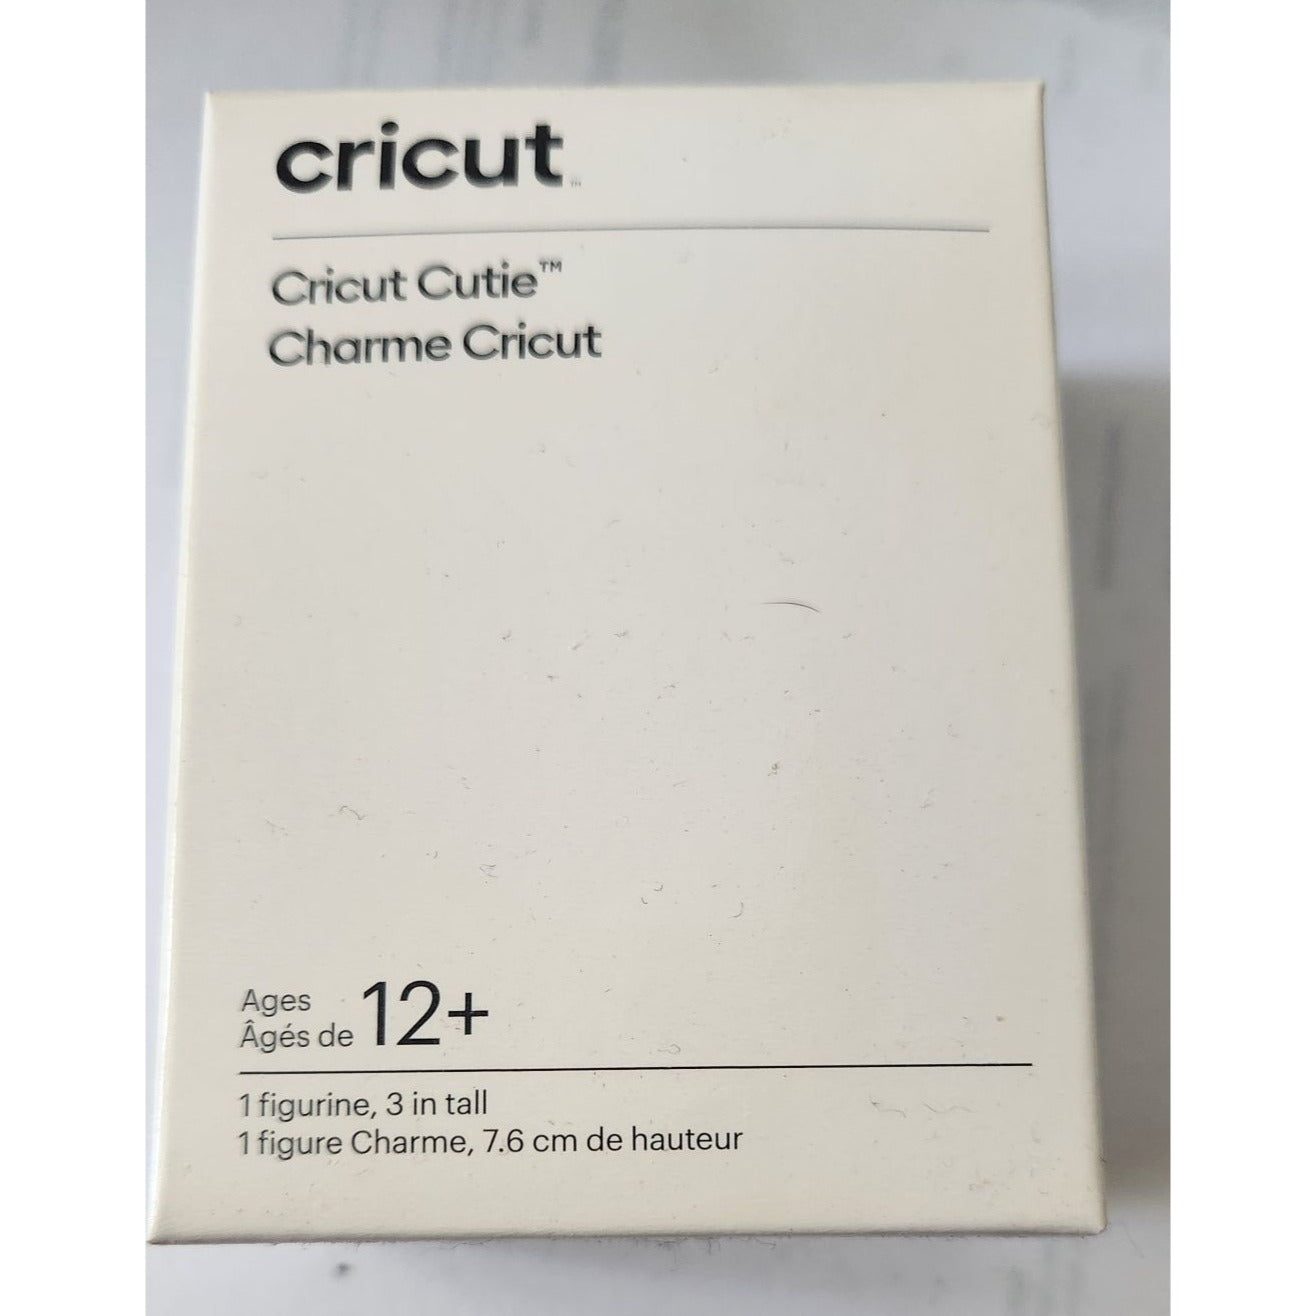 cricut™
Cricut Cutie™
Charme Cricut
Ages
Âgés de 12+
1 figurine, 3 in tall
1 figure Charme, 7.6 cm de hauteur